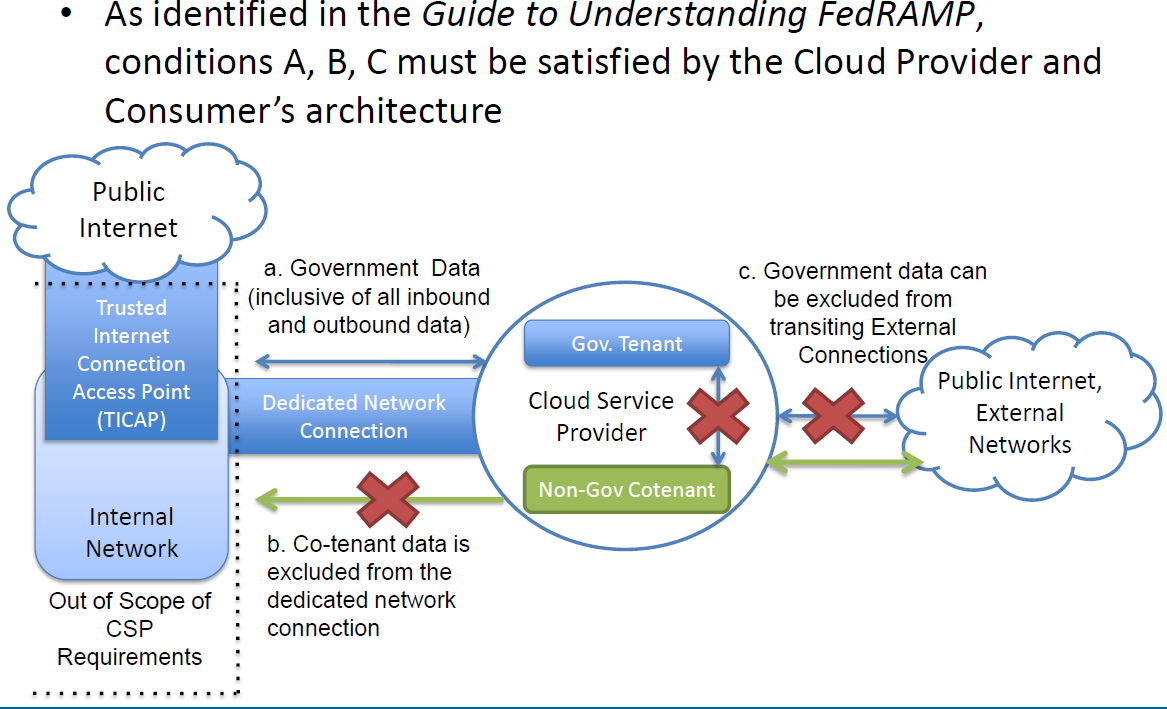 • As identified in the Guide to Understanding FedRAMP,
conditions A, B, C must be satisfied by the Cloud Provider and
Consumer's architecture
Public
Internet
Trusted
Internet
Connection
Access Point
(TICAP)
Internal
Network
Out of Scope of
CSP
Requirements
a. Government Data
(inclusive of all inbound
and outbound data)
Dedicated Network
Connection
b. Co-tenant data is
excluded from the
dedicated network
connection
Gov. Tenant
Cloud Service
Provider
Non-Gov Cotenant
c. Government data can
be excluded from
transiting External
Connections
Public Internet,
External
Networks